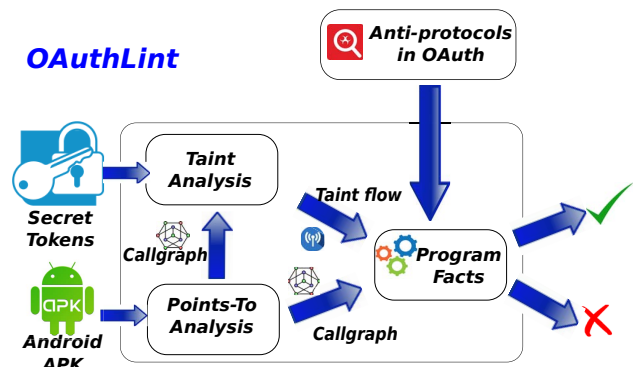 OAuthLint
Anti-protocols
in OAuth
Taint
Analysis
Secret
Tokens
Taint flow
Callgraph
Program
Facts
APK
Points-To
Analysis
Callgraph
Android
APK